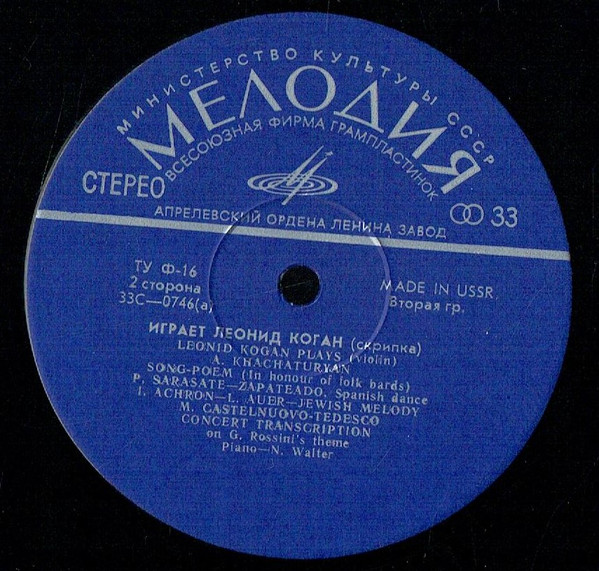 МИНИСТЕРСТВО КУЛЬТУРЫ СССР
МЕЛОДИЯ
ВСЕСОЮЗНАЯ ФИРМА ГРАМПЛАСТИНОК
СТЕРЕО
33
АПРЕЛЕВСКИЙ ОРДЕНА ЛЕНИНА ЗАВОД
ТУ Ф-16
2 сторона
33С—0746(а)
MADE IN USSR
Вторая гр.
ИГРАЕТ ЛЕОНИД КОГАН (скрипка)
LEONID KOGAN PLAYS (violin)
A. KHACHATURYAN
SONG-POEM (In honour of folk bards)
P. SARASATE—ZAPATEADO, Spanish dance
I. ACHRON—L. AUER—JEWISH MELODY
M. CASTELNUOVO-TEDESCO
CONCERT TRANSCRIPTION
on G. Rossini's theme
Piano—N. Walter